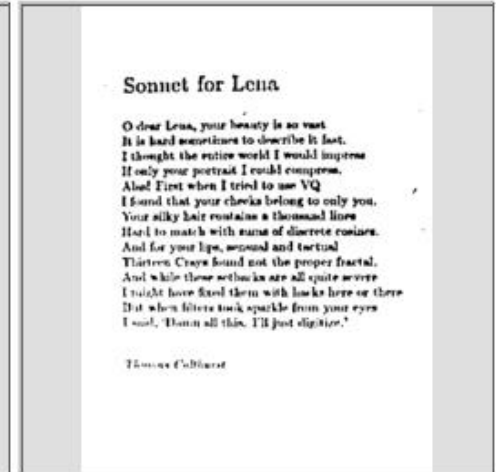 Sonnet for Lena
O dear Lena, your beauty is so vast
It is hard sometimes to describe it fast.
I thought the entire world I would impress
If only your portrait I could compress.
Alas! First when I tried to use VQ
I found that your cheeks belong to only you.
Your silky hair contains a thousand lines
Hard to match with sums of discrete cosines.
And for your lips, sensual and tactual
Thirteen Crays found not the proper fractal.
And while these setbacks are all quite severe
I might have fixed them with hacks here or there
But when filters took sparkle from your eyes
I said, 'Damn all this. I'll just digitize.'
Thomas Colthurst